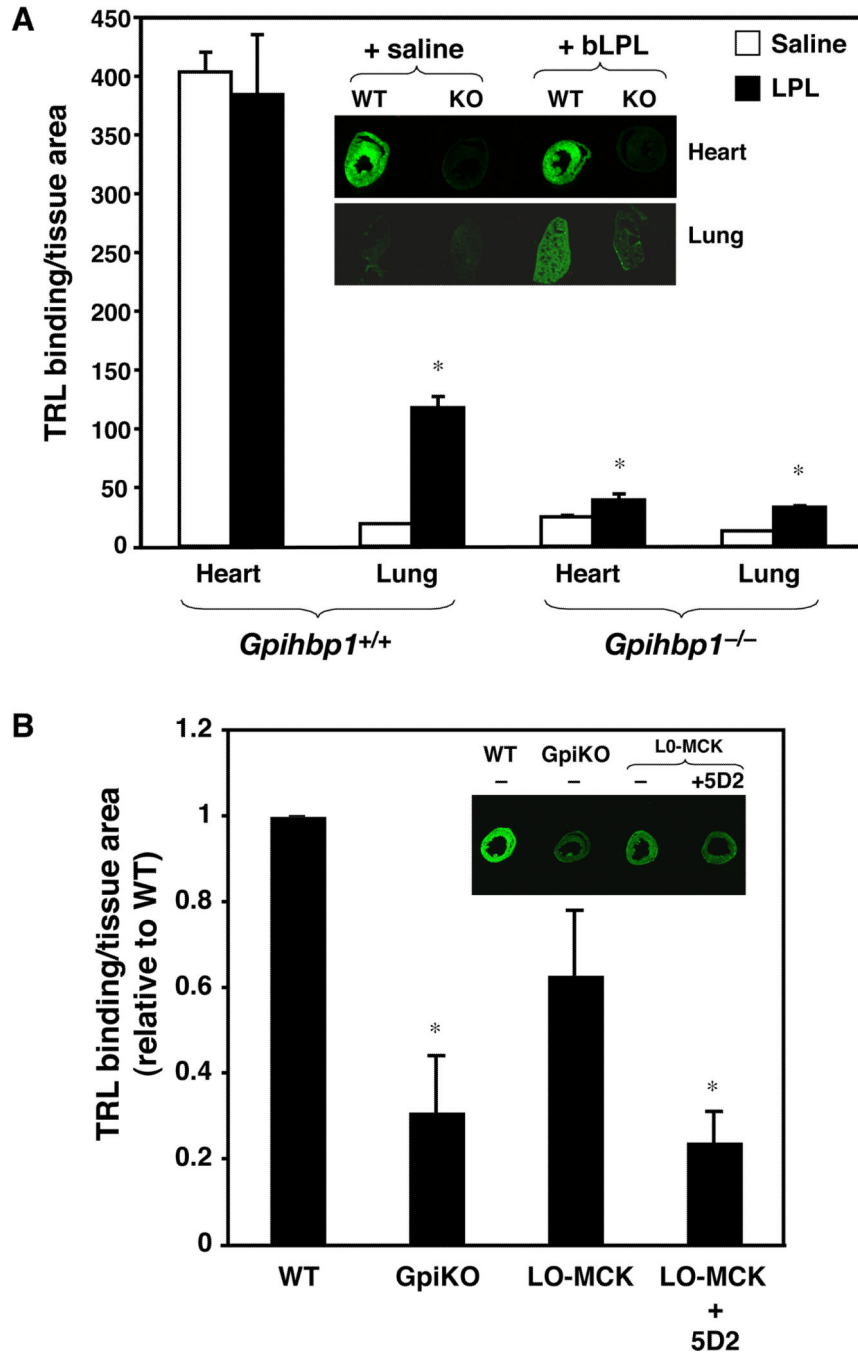 A
450
400
350
300
250
200
150
100
50
0
TRL binding/tissue area
+ saline
+ bLPL
WT KO WT KO
Heart
Lung
Saline
LPL
*
*
*
Heart Lung Heart Lung
Gpihbp1+/+ Gpihbp1–/–
B
1.2
1
0.8
0.6
0.4
0.2
0
TRL binding/tissue area
(relative to WT)
WT GpiKO L0-MCK
– – – +5D2
*
*
WT GpiKO LO-MCK LO-MCK
+
5D2